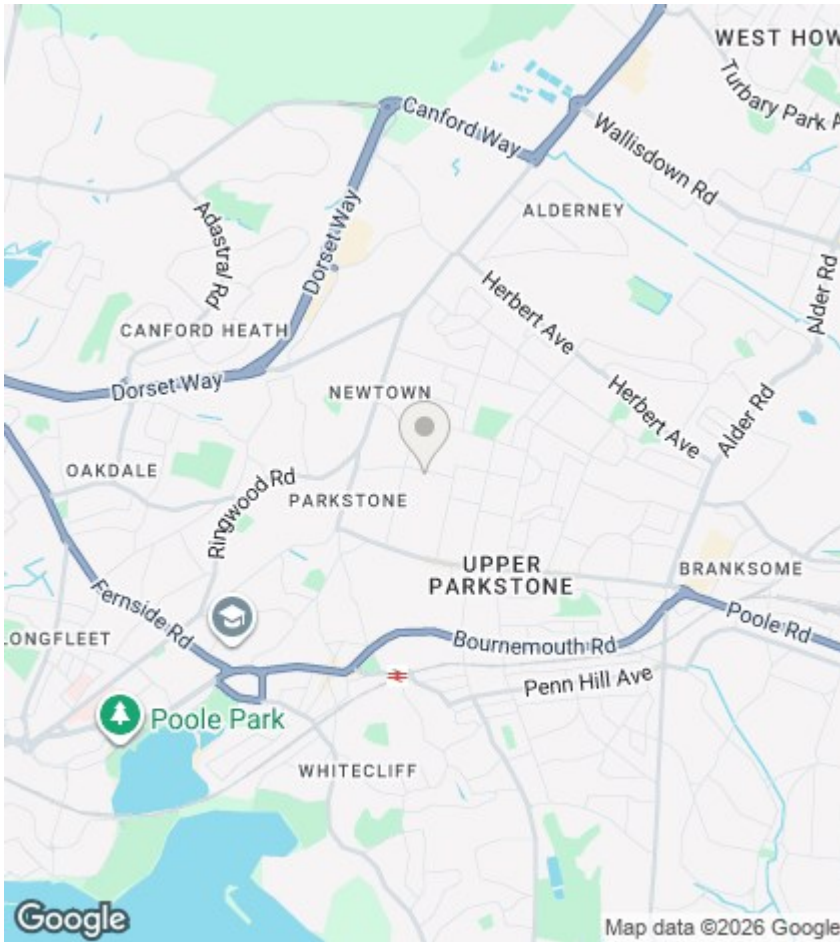 WEST HOW
Turbary Park A
Canford Way
Wallisdown Rd
ALDERNEY
Adastral Rd
Dorset Way
Alder Rd
Herbert Ave
CANFORD HEATH
Dorset Way
NEWTOWN
Herbert Ave
Alder Rd
OAKDALE
Ringwood Rd
PARKSTONE
UPPER
PARKSTONE
BRANKSOME
Fernside Rd
LONGFLEET
Bournemouth Rd
Poole Rd
Penn Hill Ave
Poole Park
WHITECLIFF
Google
Map data ©2026 Google